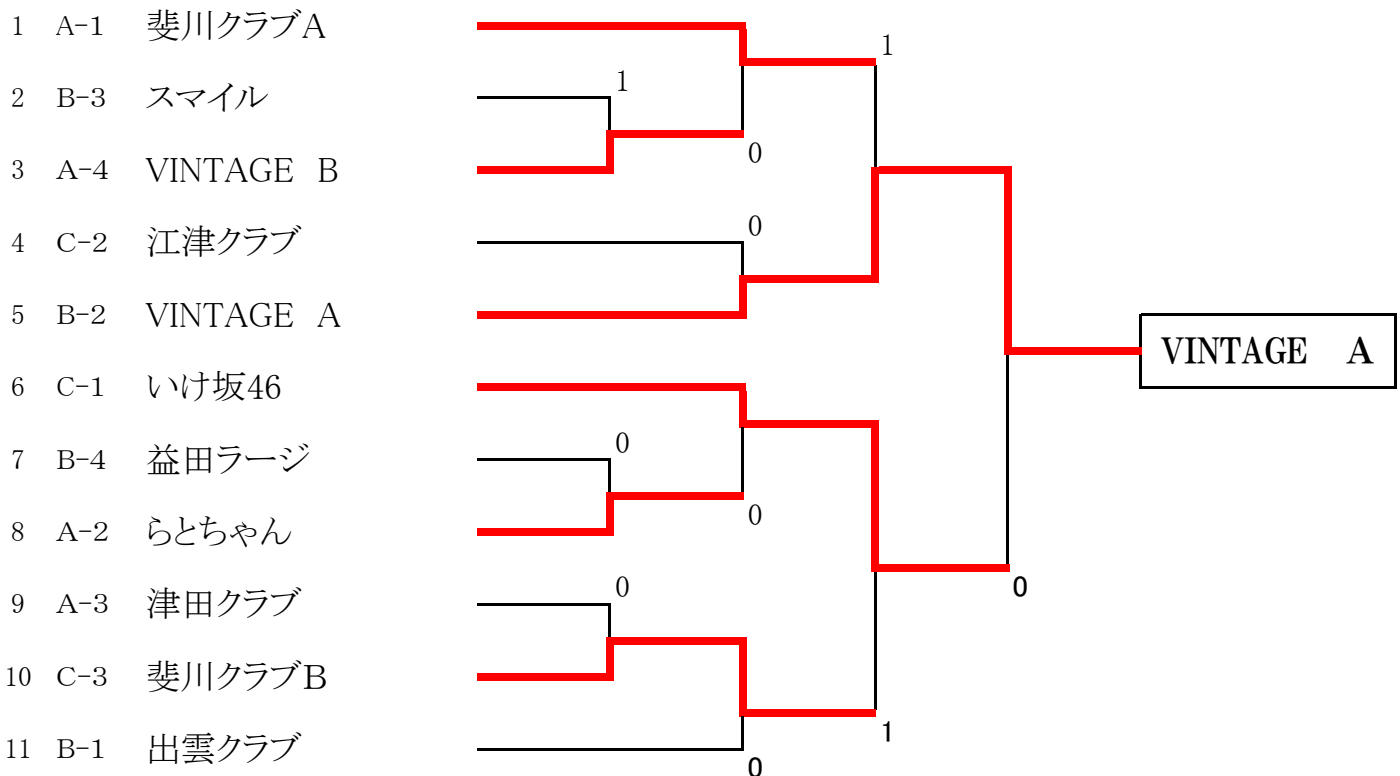 1 A-1 斐川クラブA
1
2 B-3 スマイル
1
0
3 A-4 VINTAGE B
4 C-2 江津クラブ
0
5 B-2 VINTAGE A
VINTAGE A
6 C-1 いけ坂46
7 B-4 益田ラージ
0
0
8 A-2 らとちゃん
9 A-3 津田クラブ
0
0
10 C-3 斐川クラブB
11 B-1 出雲クラブ
1
0